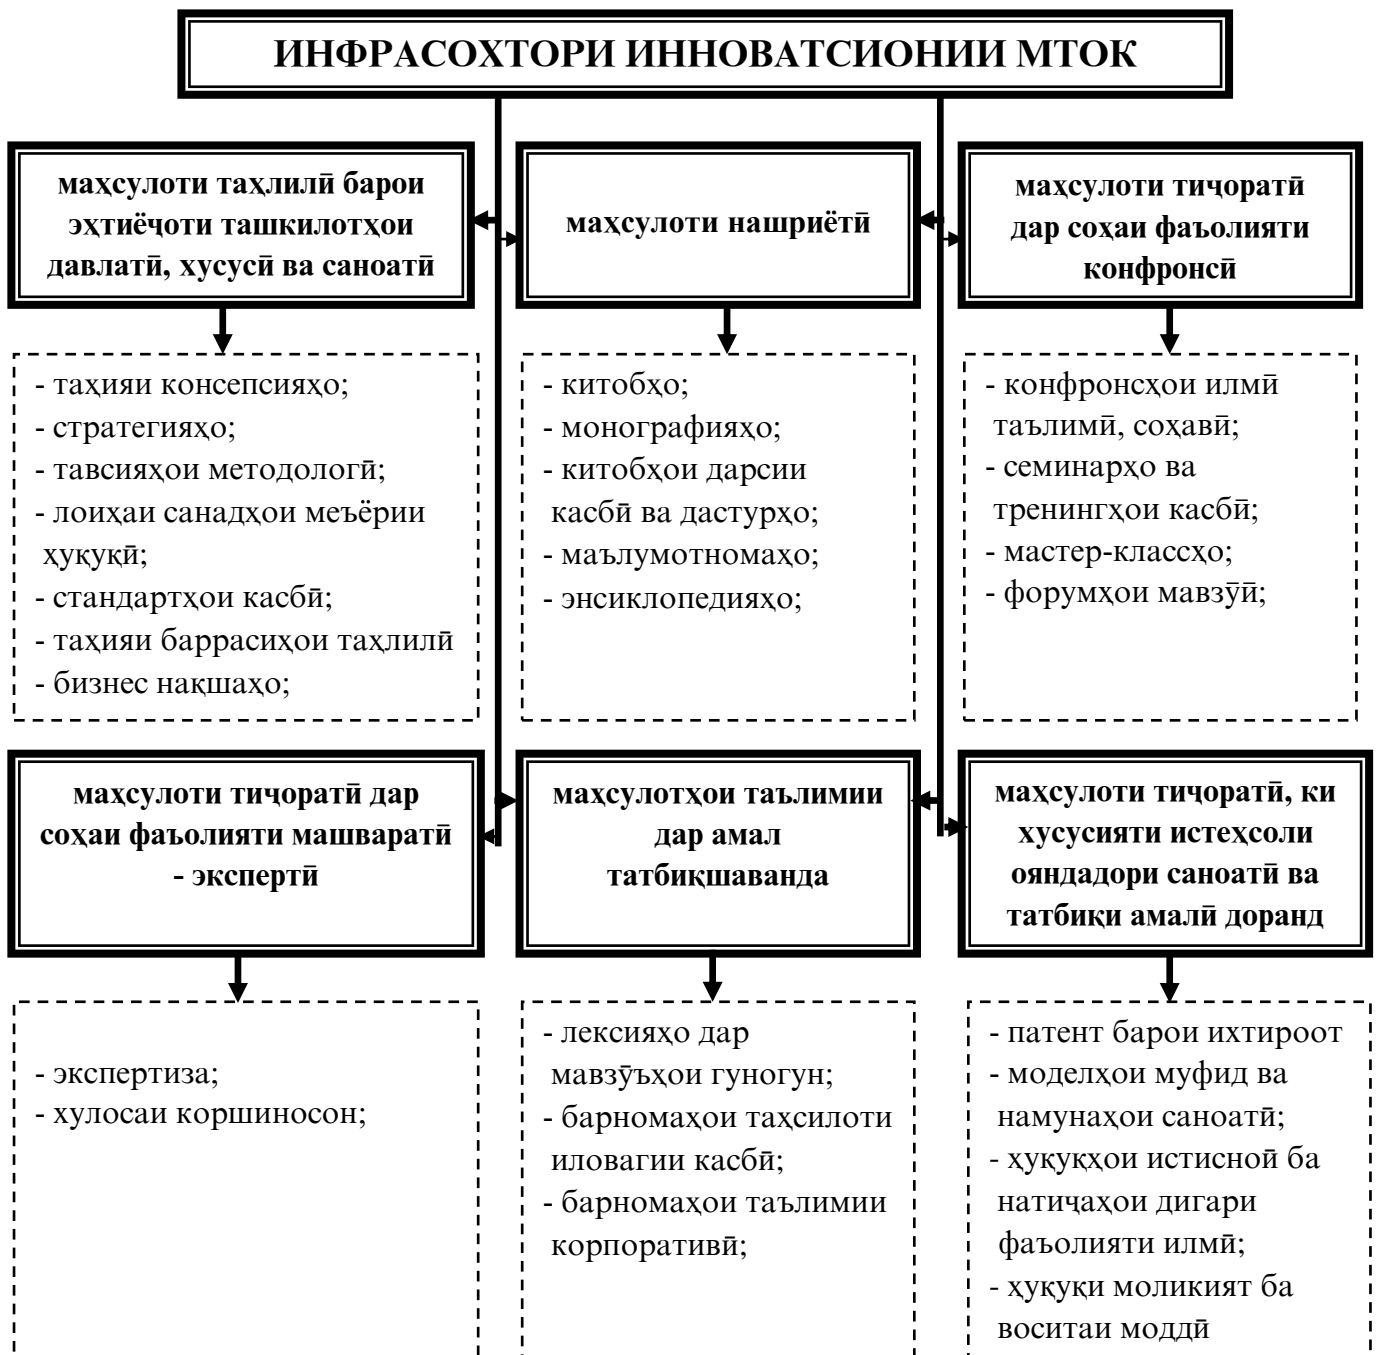 ИНФРАСОХТОРИ ИННОВАТСИОНИИ МТОК
маҳсулоти таҳлилӣ барои
эҳтиёҷоти ташкилотҳои
давлатӣ, хусусӣ ва саноатӣ
маҳсулоти нашриётӣ
маҳсулоти тиҷоратӣ
дар соҳаи фаъолияти
конфронсӣ
- таҳияи консепсияҳо;
- стратегияҳо;
- тавсияҳои методологӣ;
- лоиҳаи санадҳои меъёрии
ҳуқуқӣ;
- стандартҳои касбӣ;
- таҳияи баррасиҳои таҳлилӣ
- бизнес нақшаҳо;
- китобҳо;
- монографияҳо;
- китобҳои дарсии
касбӣ ва дастурҳо;
- маълумотномаҳо;
- энсиклопедияҳо;
- конфронсҳои илмӣ
таълимӣ, соҳавӣ;
- семинарҳо ва
тренингҳои касбӣ;
- мастер-классҳо;
- форумҳои мавзӯӣ;
маҳсулоти тиҷоратӣ дар
соҳаи фаъолияти машваратӣ
- экспертӣ
маҳсулотҳои таълимии
дар амал
татбиқшаванда
маҳсулоти тиҷоратӣ, ки
хусусияти истеҳсоли
ояндадори саноатӣ ва
татбиқи амалӣ доранд
- экспертиза;
- хулосаи коршиносон;
- лексияҳо дар
мавзӯъҳои гуногун;
- барномаҳои таҳсилоти
иловагии касбӣ;
- барномаҳои таълимии
корпоративӣ;
- патент барои ихтироот
- моделҳои муфид ва
намунаҳои саноатӣ;
- ҳуқуқҳои истисноӣ ба
натиҷаҳои дигари
фаъолияти илмӣ;
- ҳуқуқи моликият ба
воситаи моддӣ